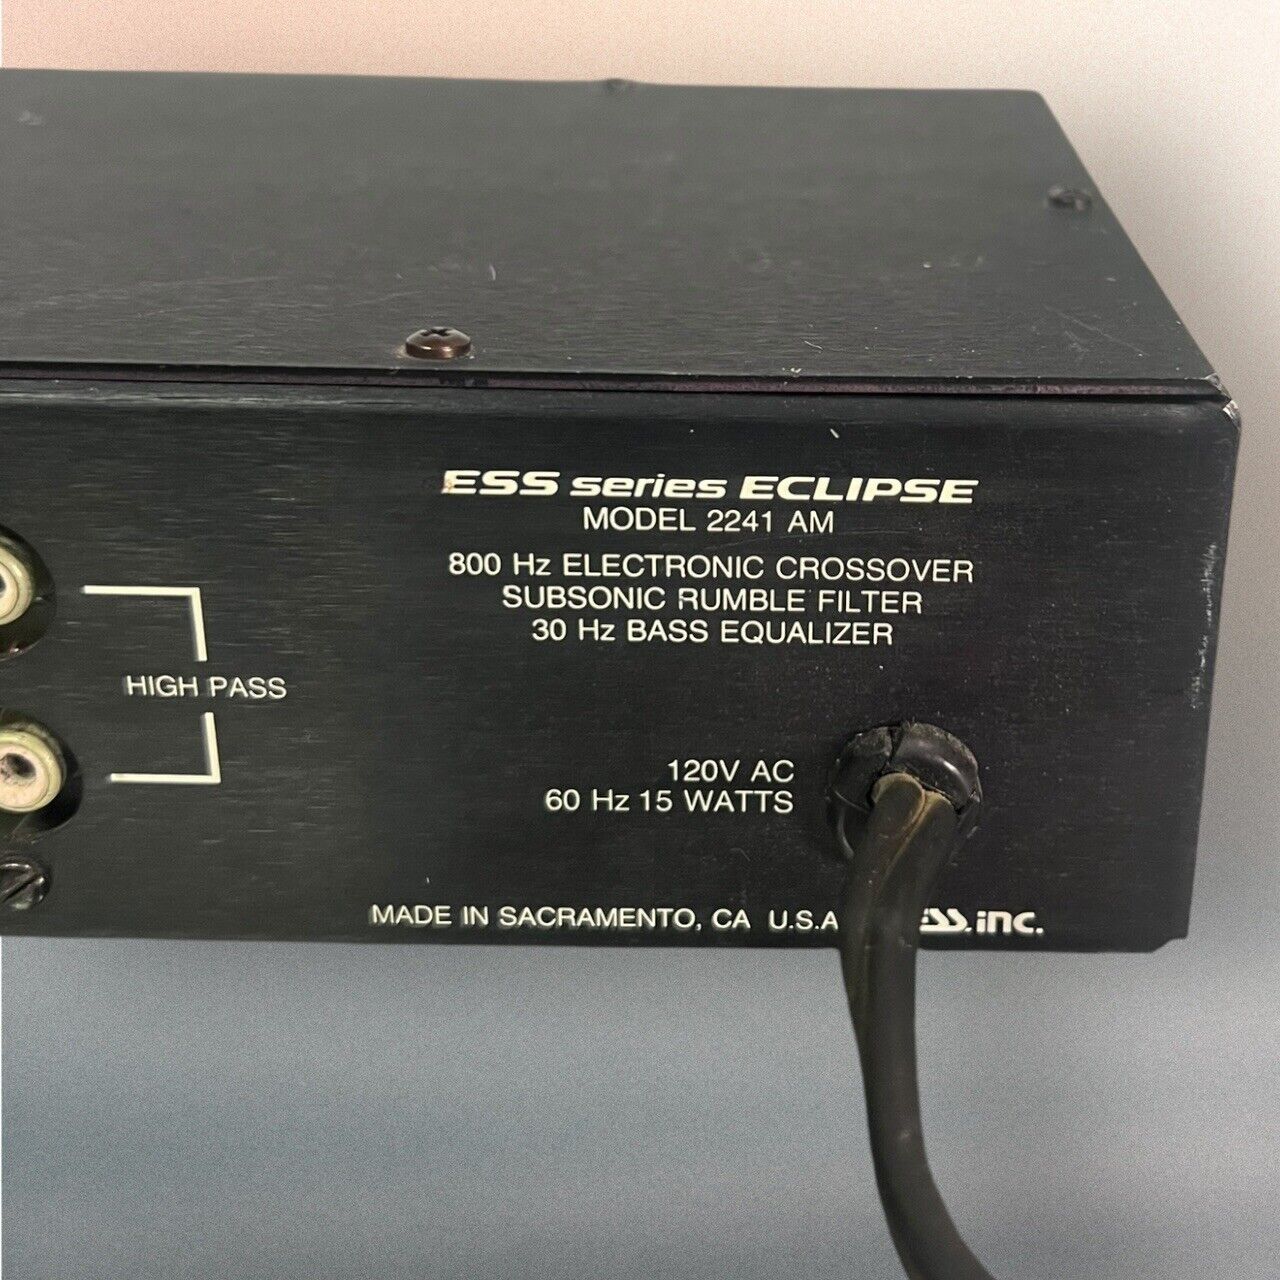 ESS series ECLIPSE
MODEL 2241 AM
800 Hz ELECTRONIC CROSSOVER
SUBSONIC RUMBLE FILTER
30 Hz BASS EQUALIZER
HIGH PASS
120V AC
60 Hz 15 WATTS
MADE IN SACRAMENTO, CA U.S.A ESS, inc.